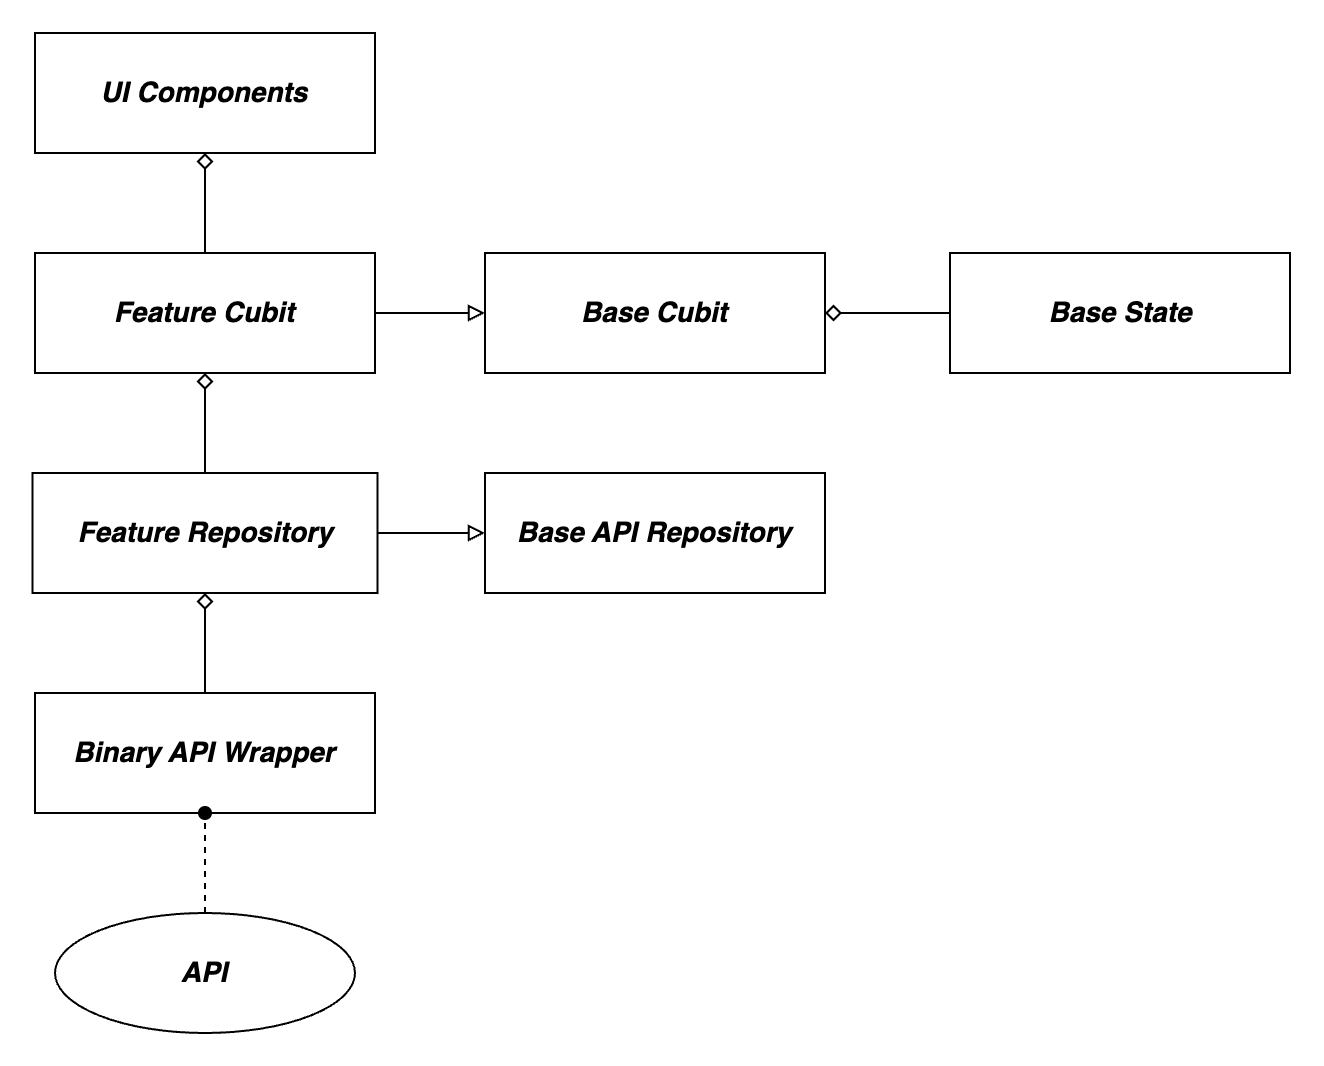 UI Components
Feature Cubit
Base Cubit
Base State
Feature Repository
Base API Repository
Binary API Wrapper
API